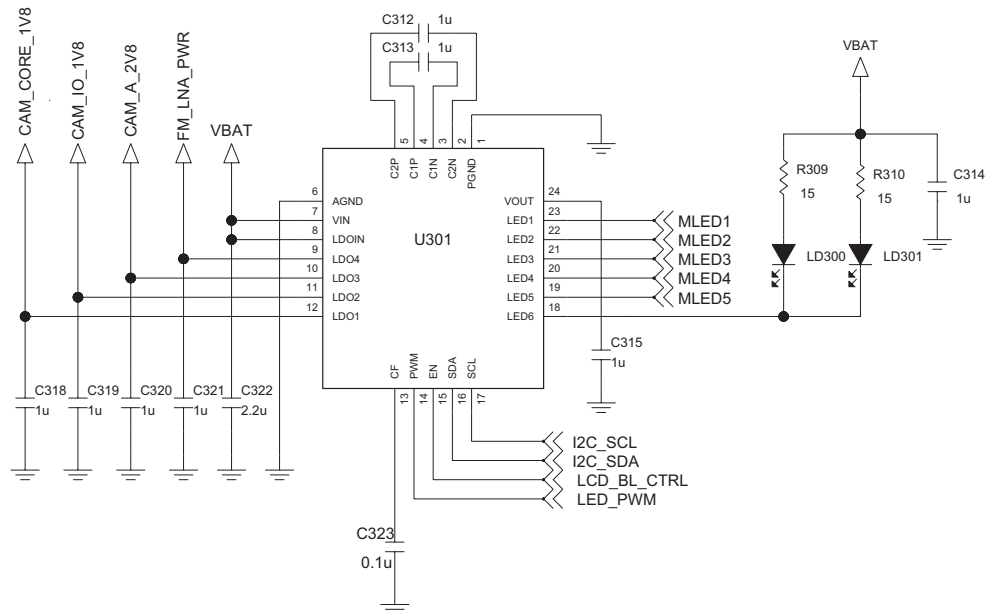 C312 1u
C313 1u
CAM_CORE_1V8
CAM_IO_1V8
CAM_A_2V8
FM_LNA_PWR
VBAT
VBAT
5 4 3 2 1
C2P C1P C1N C2N PGND
R309
15
R310
15
C314
1u
6 AGND
7 VIN
8 LDOIN
9 LDO4
10 LDO3
11 LDO2
12 LDO1
U301
VOUT 24
LED1 23 MLED1
LED2 22 MLED2
LED3 21 MLED3
LED4 20 MLED4
LED5 19 MLED5
LED6 18
LD300
LD301
CF PWM EN SDA SCL
13 14 15 16 17
C315
1u
C318
1u
C319
1u
C320
1u
C321
1u
C322
2.2u
I2C_SCL
I2C_SDA
LCD_BL_CTRL
LED_PWM
C323
0.1u